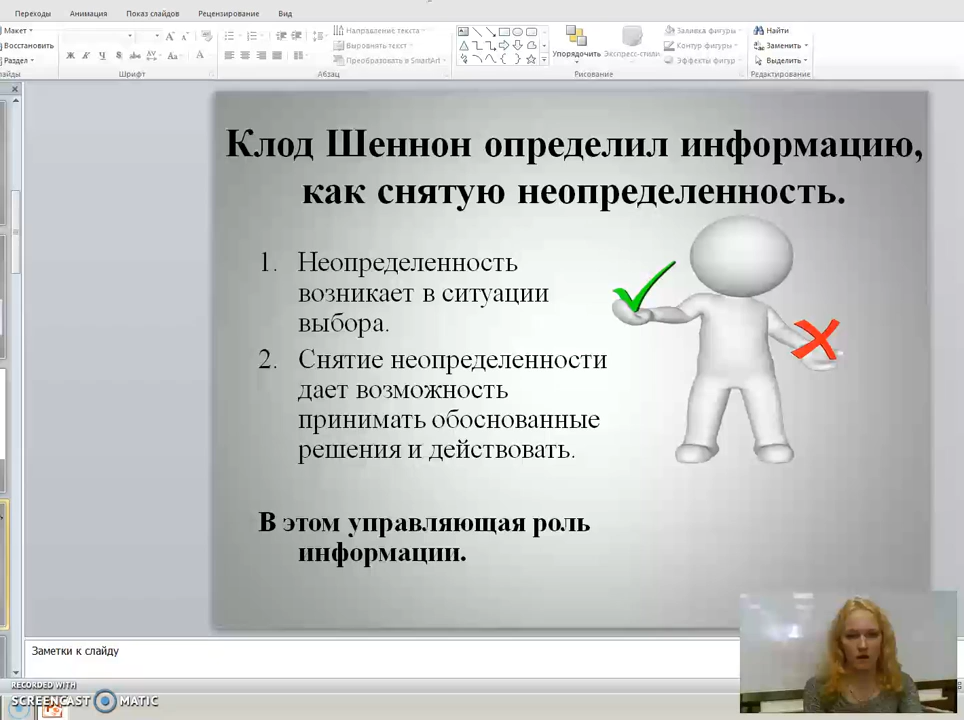 Переходы Анимация Показ слайдов Рецензирование Вид
Макет
Восстановить
Раздел
Шрифт
Направление текста
Выровнять текст
Преобразовать в SmartArt
Абзац
Упорядочить
Экспресс-стили
Заливка фигуры
Контур фигуры
Эффекты фигур
Рисование
Найти
Заменить
Выделить
Редактирование
Клод Шеннон определил информацию,
как снятую неопределенность.
1. Неопределенность
возникает в ситуации
выбора.
2. Снятие неопределенности
дает возможность
принимать обоснованные
решения и действовать.
В этом управляющая роль
информации.
Заметки к слайду
RECORDED WITH
SCREENCAST MATIC